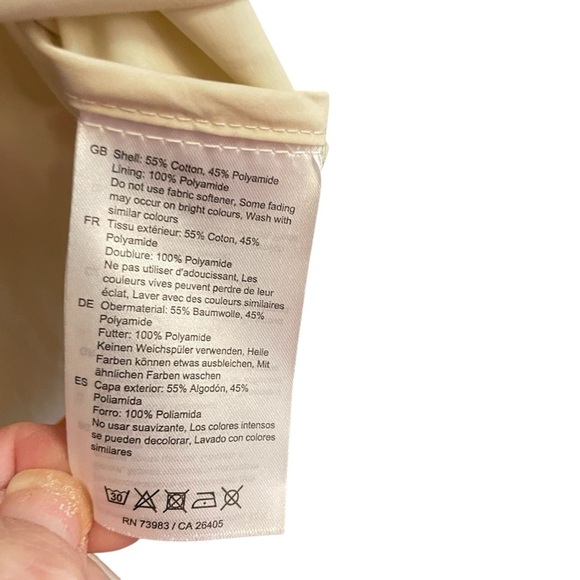 GB Shell: 55% Cotton, 45% Polyamide
Lining: 100% Polyamide
Do not use fabric softener, Some fading
may occur on bright colours, Wash with
similar colours
FR Tissu extérieur: 55% Coton, 45%
Polyamide
Doublure: 100% Polyamide
Ne pas utiliser d'adoucissant, Les
couleurs vives peuvent perdre de leur
éclat, Laver avec des couleurs similaires
DE Obermaterial: 55% Baumwolle, 45%
Polyamide
Futter: 100% Polyamide
Keinen Weichspüler verwenden, Helle
Farben können etwas ausbleichen, Mit
ähnlichen Farben waschen
ES Capa exterior: 55% Algodón, 45%
Poliamida
Forro: 100% Poliamida
No usar suavizante, Los colores intensos
se pueden decolorar, Lavado con colores
similares
30
RN 73983 / CA 26405